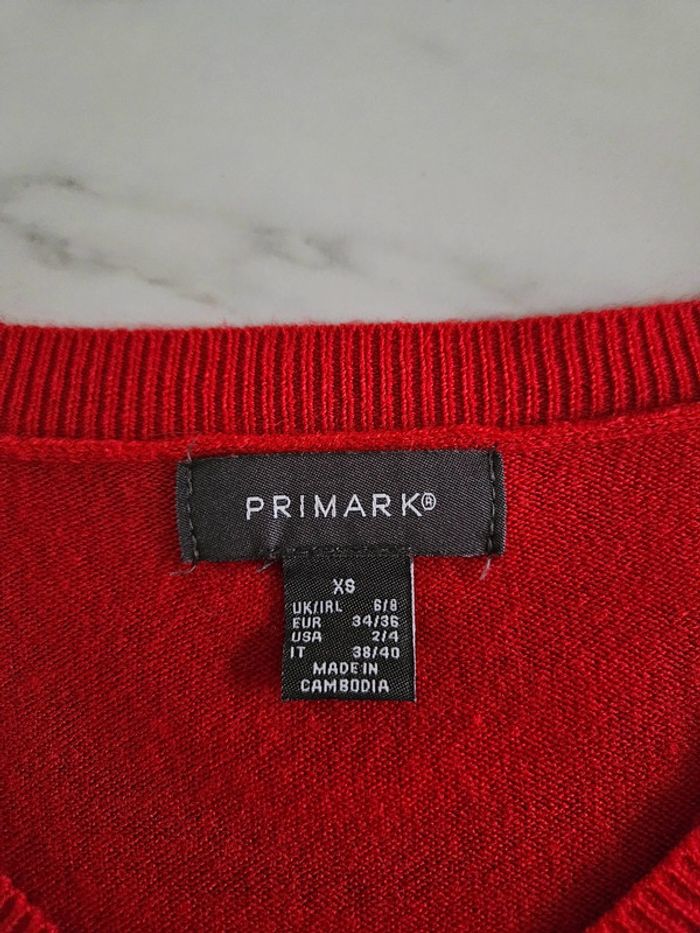 PRIMARK®
XS
UK/IRL 6/8
EUR 34/36
USA 2/4
IT 38/40
MADE IN
CAMBODIA